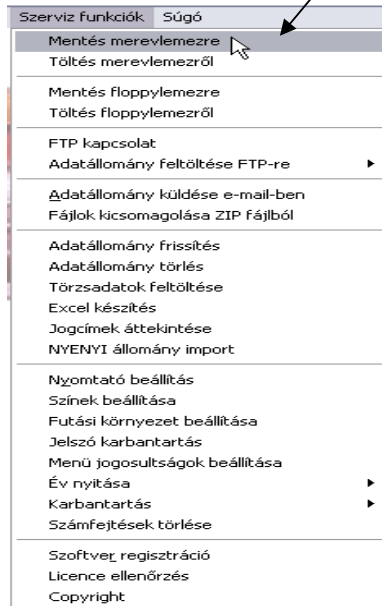 Szerviz funkciók Súgó
Mentés merevlemezre
Töltés merevlemezről
Mentés floppylemezre
Töltés floppylemezről
FTP kapcsolat
Adatállomány feltöltése FTP-re
Adatállomány küldése e-mail-ben
Fájlok kicsomagolása ZIP fájlból
Adatállomány frissítés
Adatállomány törlés
Törzsadatok feltöltése
Excel készítés
Jogcímek áttekintése
NYENYI állomány import
Nyomtató beállítás
Színek beállítása
Futási környezet beállítása
Jelszó karbantartás
Menü jogosultságok beállítása
Év nyitása
Karbantartás
Számfejtések törlése
Szoftver regisztráció
Licence ellenőrzés
Copyright